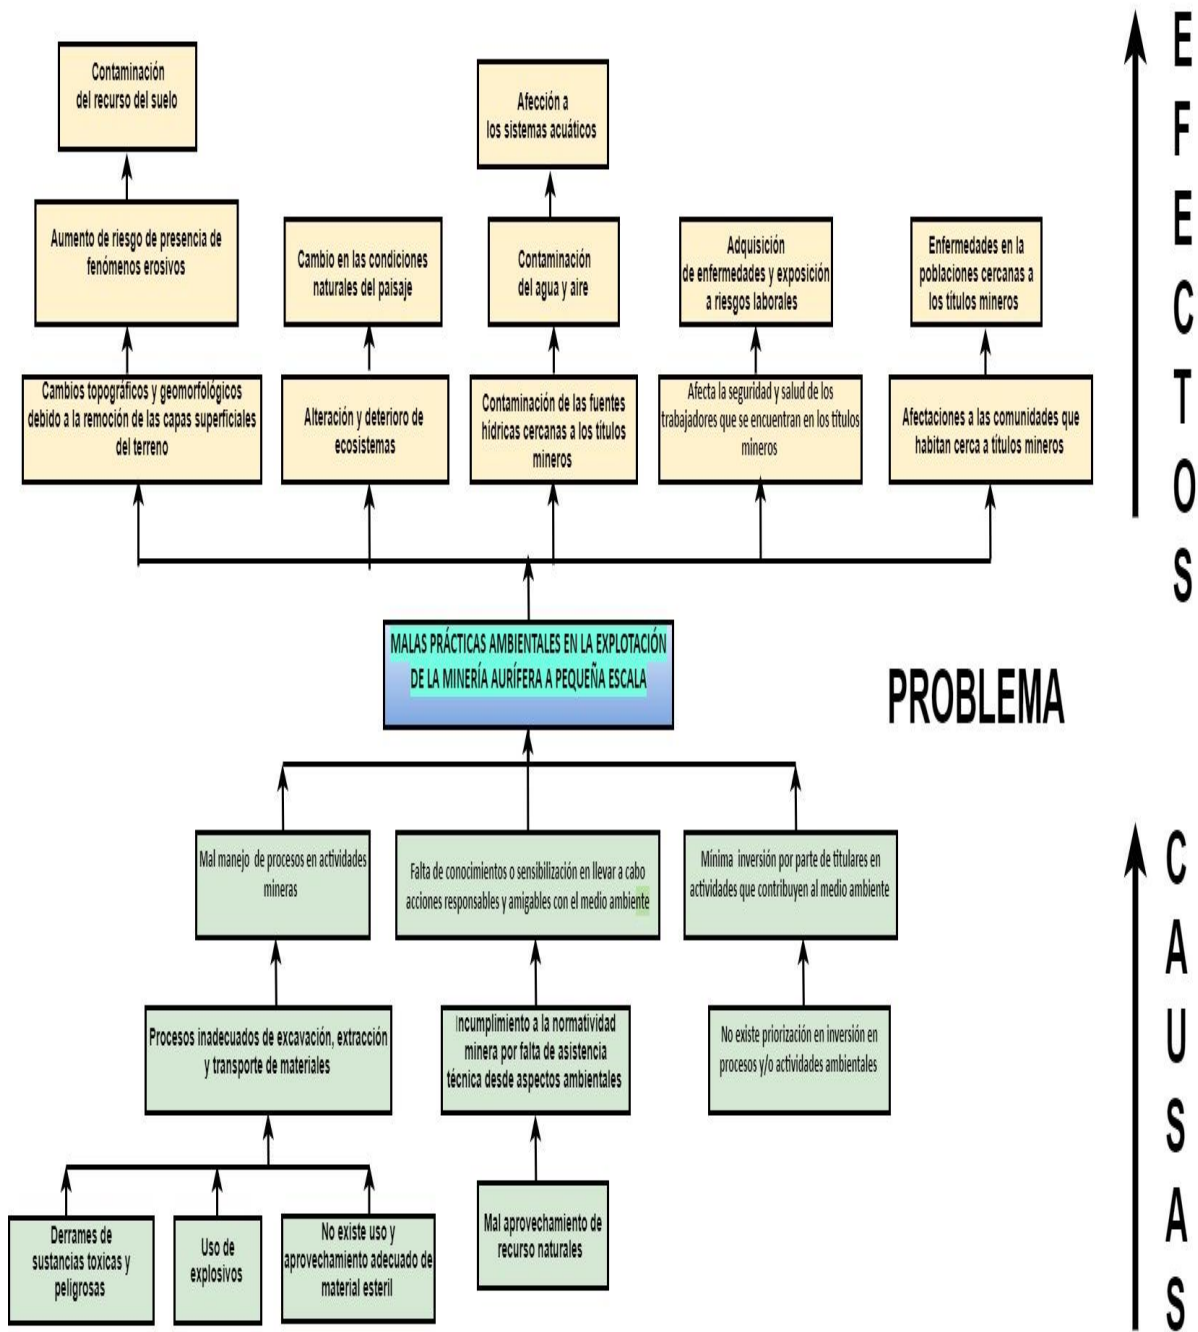 EFECTOS
Contaminación
del recurso del suelo
Afección a
los sistemas acuáticos
Aumento de riesgo de presencia de
fenómenos erosivos
Cambio en las condiciones
naturales del paisaje
Contaminación
del agua y aire
Adquisición
de enfermedades y exposición
a riesgos laborales
Enfermedades en la
poblaciones cercanas a
los títulos mineros
Cambios topográficos y geomorfológicos
debido a la remoción de las capas superficiales
del terreno
Alteración y deterioro de
ecosistemas
Contaminación de las fuentes
hídricas cercanas a los títulos
mineros
Afecta la seguridad y salud de los
trabajadores que se encuentran en los títulos
mineros
Afectaciones a las comunidades que
habitan cerca a títulos mineros
MALAS PRÁCTICAS AMBIENTALES EN LA EXPLOTACIÓN
DE LA MINERÍA AURÍFERA A PEQUEÑA ESCALA
PROBLEMA
CAUSAS
Mal manejo de procesos en actividades
mineras
Falta de conocimientos o sensibilización en llevar a cabo
acciones responsables y amigables con el medio ambiente
Mínima inversión por parte de titulares en
actividades que contribuyen al medio ambiente
Procesos inadecuados de excavación, extracción
y transporte de materiales
Incumplimiento a la normatividad
minera por falta de asistencia
técnica desde aspectos ambientales
No existe priorización en inversión en
procesos y/o actividades ambientales
Derrames de
sustancias toxicas y
peligrosas
Uso de
explosivos
No existe uso y
aprovechamiento adecuado de
material esteril
Mal aprovechamiento de
recurso naturales